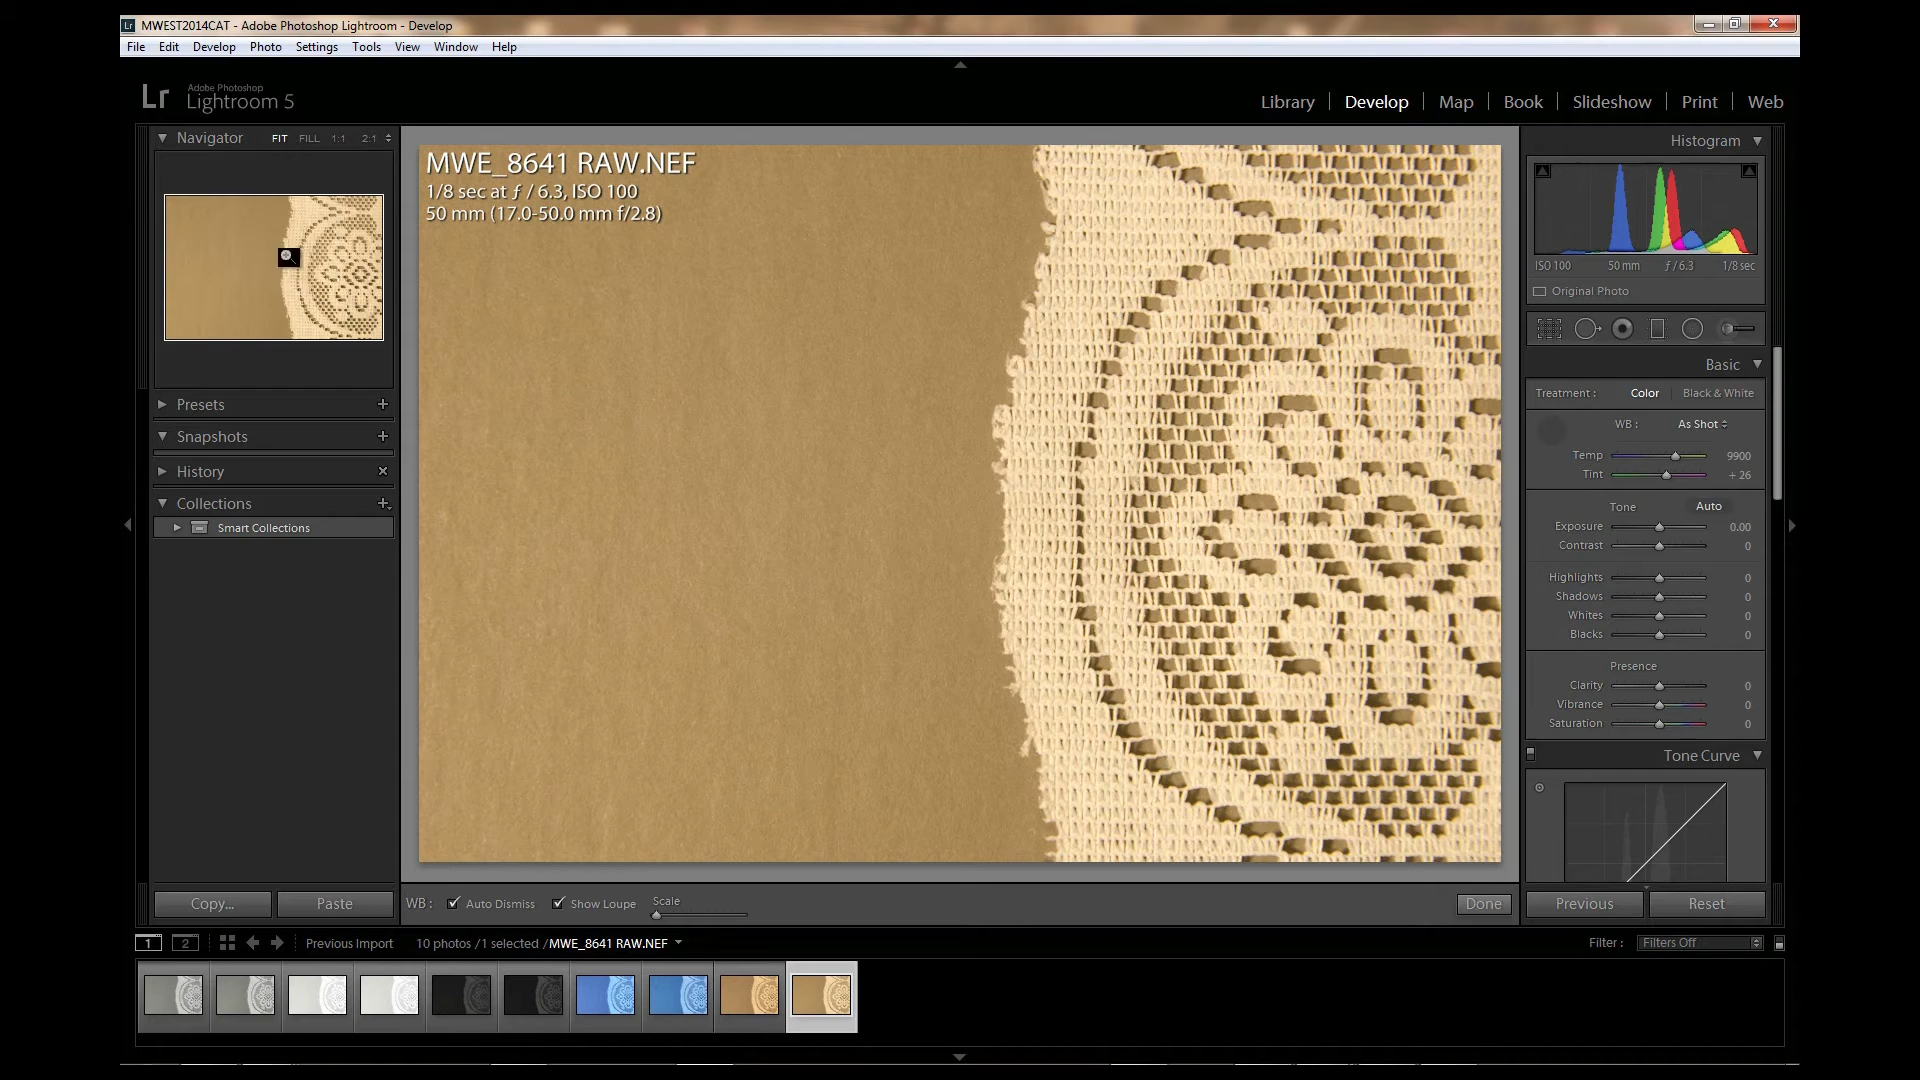 MWEST2014CAT - Adobe Photoshop Lightroom - Develop
File Edit Develop Photo Settings Tools View Window Help
Lr Adobe Photoshop
Lightroom 5
Library Develop Map Book Slideshow Print Web
Navigator FIT FILL 1:1 2:1
Presets
Snapshots
History
Collections
Smart Collections
Copy... Paste
MWE_8641 RAW.NEF
1/8 sec at ƒ / 6.3, ISO 100
50 mm (17.0-50.0 mm f/2.8)
Histogram
ISO 100 50 mm ƒ / 6.3 1/8 sec
Original Photo
Basic
Treatment : Color Black & White
WB : As Shot
Temp 9900
Tint + 26
Tone Auto
Exposure 0.00
Contrast 0
Highlights 0
Shadows 0
Whites 0
Blacks 0
Presence
Clarity 0
Vibrance 0
Saturation 0
Tone Curve
WB : Auto Dismiss Show Loupe Scale Done
Previous Reset
1 2 Previous Import 10 photos /1 selected /MWE_8641 RAW.NEF Filter : Filters Off